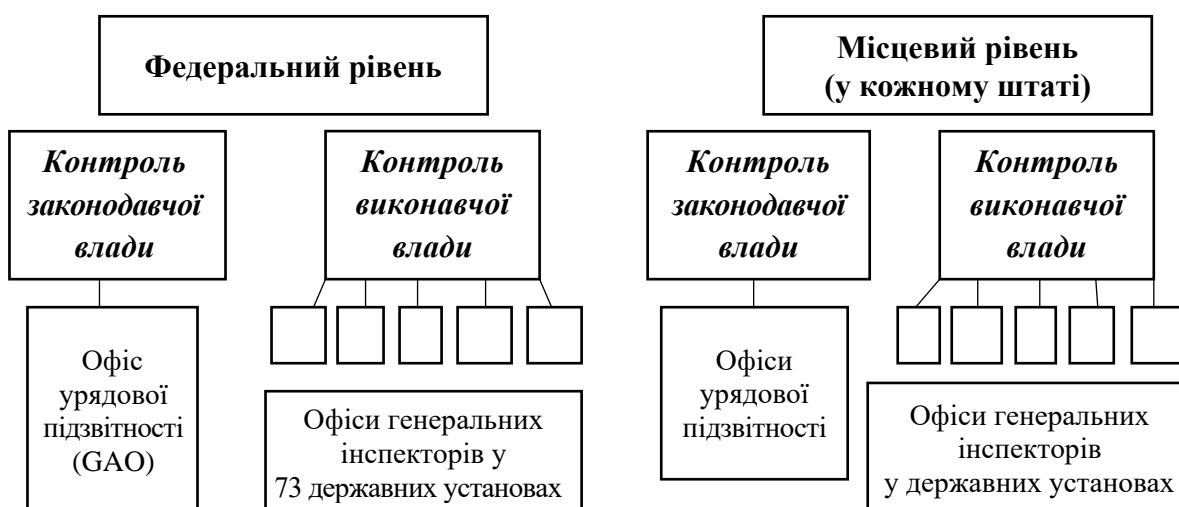 Федеральний рівень
Місцевий рівень
(у кожному штаті)
Контроль
законодавчої
влади
Контроль
виконавчої
влади
Контроль
законодавчої
влади
Контроль
виконавчої
влади
Офіс
урядової
підзвітності
(GAO)
Офіси генеральних
інспекторів у
73 державних установах
Офіси
урядової
підзвітності
Офіси генеральних
інспекторів
у державних установах